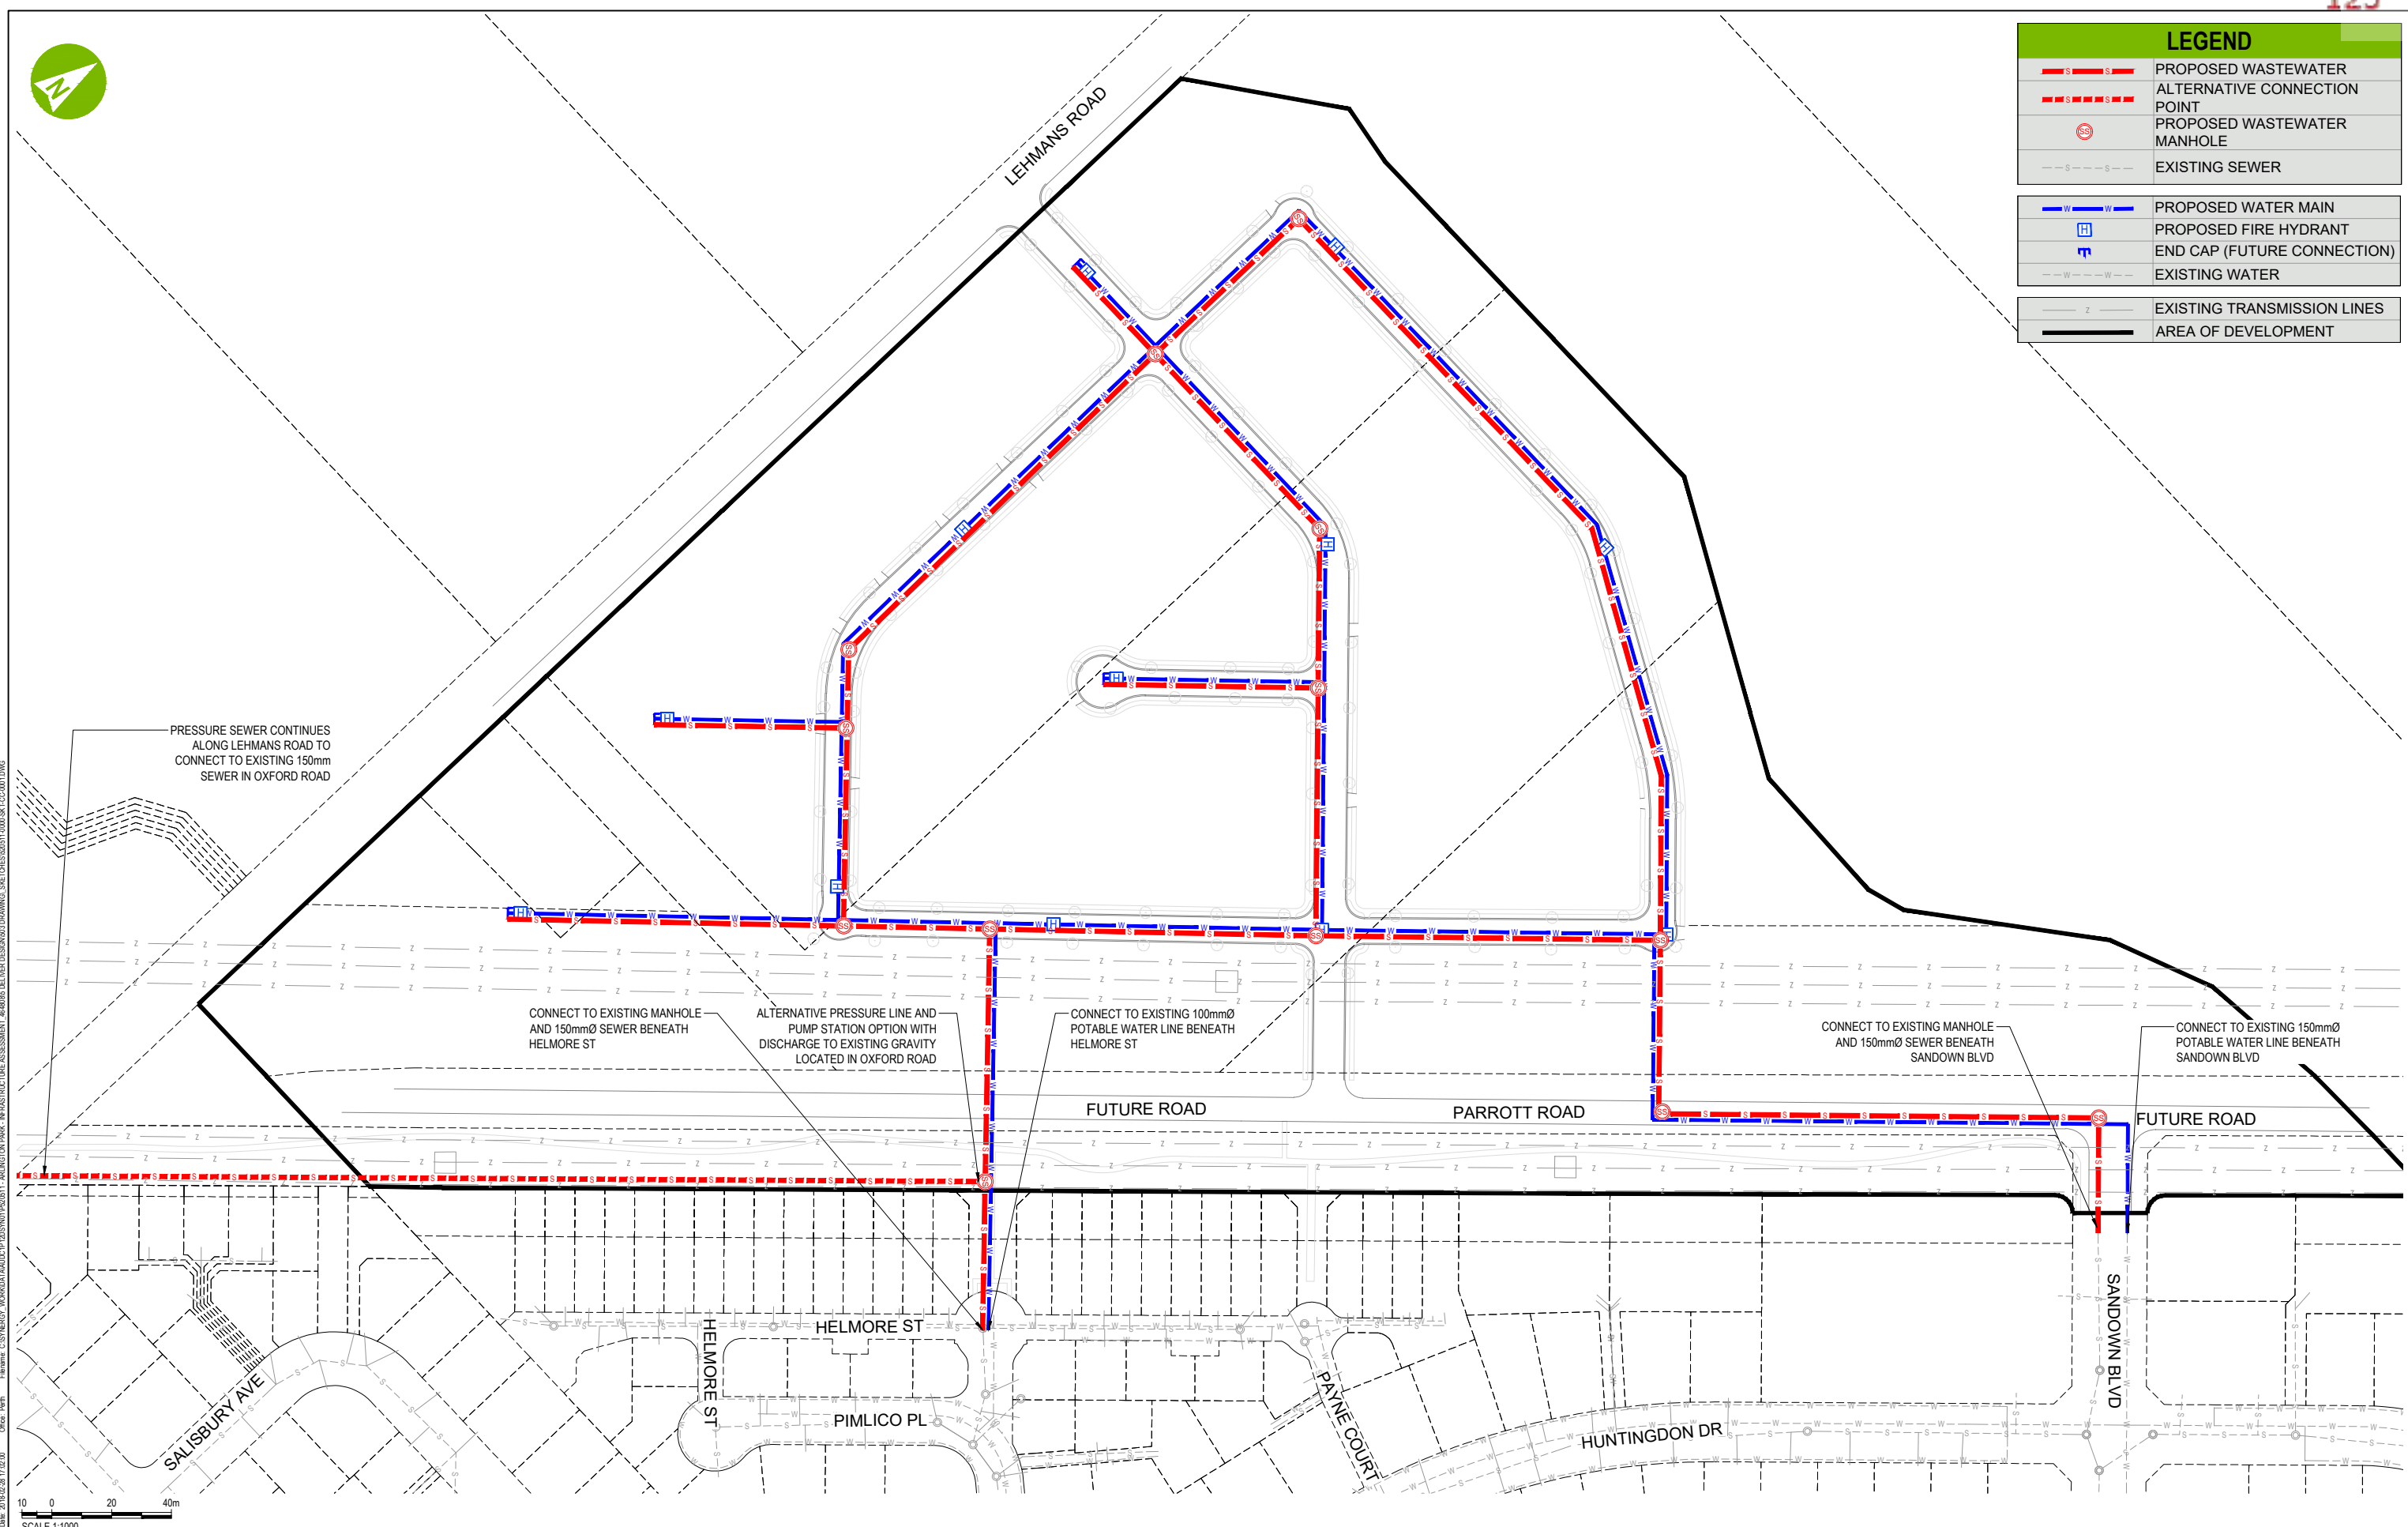 125
N
LEGEND
PROPOSED WASTEWATER
ALTERNATIVE CONNECTION
POINT
PROPOSED WASTEWATER
MANHOLE
EXISTING SEWER
PROPOSED WATER MAIN
PROPOSED FIRE HYDRANT
END CAP (FUTURE CONNECTION)
EXISTING WATER
EXISTING TRANSMISSION LINES
AREA OF DEVELOPMENT
LEHMANS ROAD
PRESSURE SEWER CONTINUES
ALONG LEHMANS ROAD TO
CONNECT TO EXISTING 150mm
SEWER IN OXFORD ROAD
CONNECT TO EXISTING MANHOLE
AND 150mmØ SEWER BENEATH
HELMORE ST
ALTERNATIVE PRESSURE LINE AND
PUMP STATION OPTION WITH
DISCHARGE TO EXISTING GRAVITY
LOCATED IN OXFORD ROAD
CONNECT TO EXISTING 100mmØ
POTABLE WATER LINE BENEATH
HELMORE ST
CONNECT TO EXISTING MANHOLE
AND 150mmØ SEWER BENEATH
SANDOWN BLVD
CONNECT TO EXISTING 150mmØ
POTABLE WATER LINE BENEATH
SANDOWN BLVD
FUTURE ROAD
PARROTT ROAD
FUTURE ROAD
HELMORE ST
HELMORE ST
PIMLICO PL
SALISBURY AVE
PAYNE COURT
HUNTINGDON DR
SANDOWN BLVD
10 0 20 40m
SCALE 1:1000